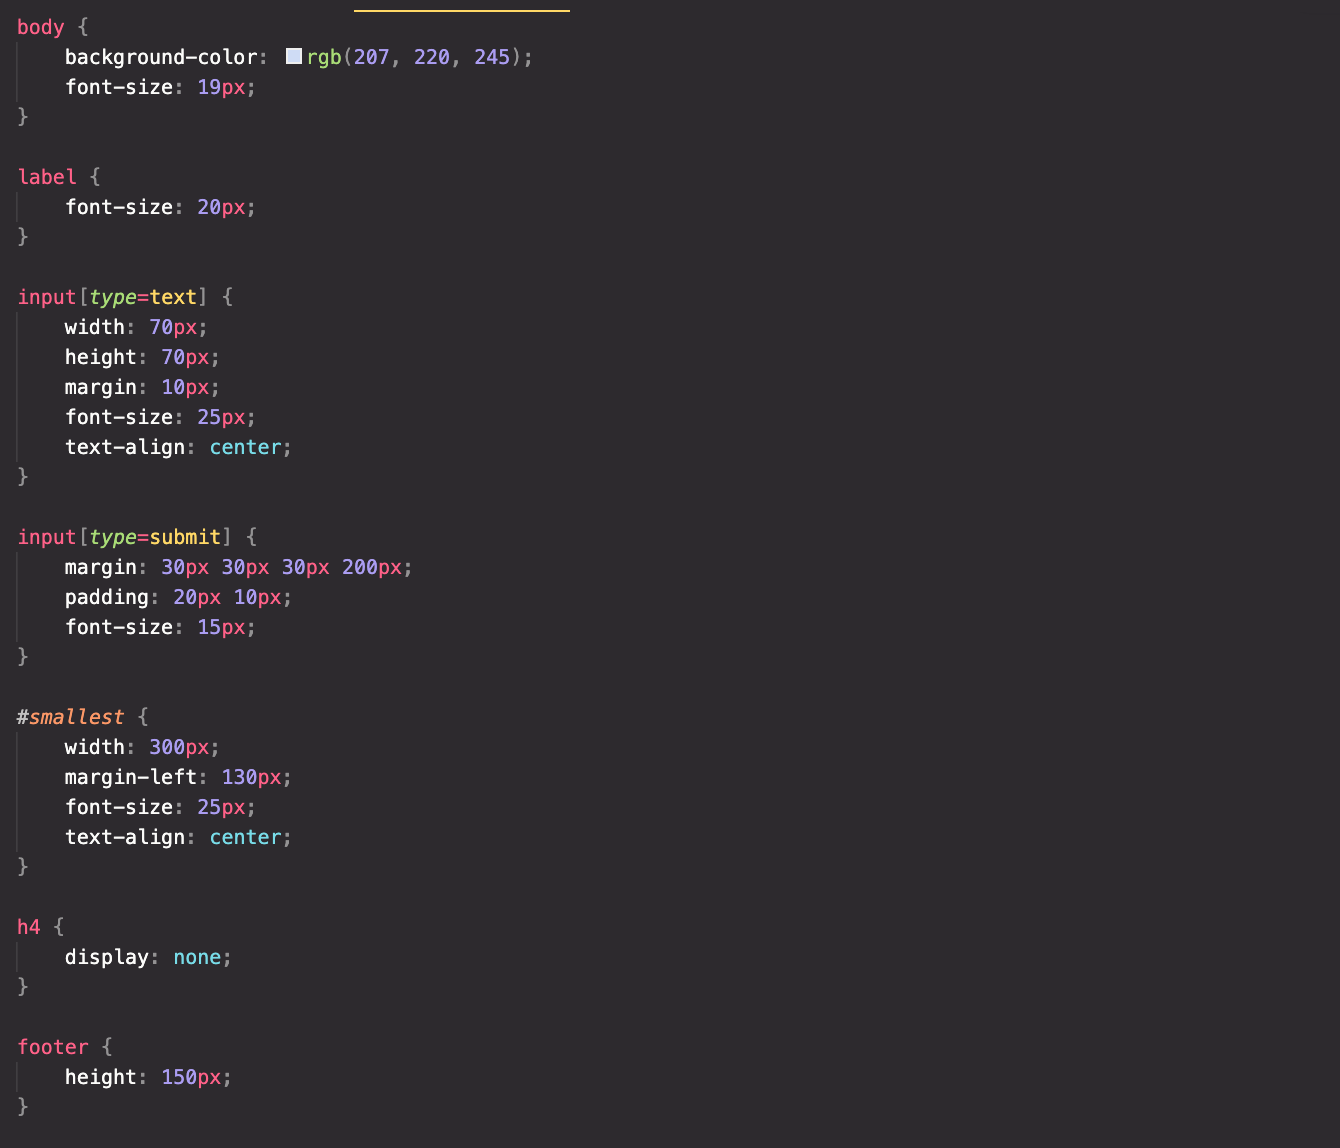 body {
    background-color: rgb(207, 220, 245);
    font-size: 19px;
}

label {
    font-size: 20px;
}

input[type=text] {
    width: 70px;
    height: 70px;
    margin: 10px;
    font-size: 25px;
    text-align: center;
}

input[type=submit] {
    margin: 30px 30px 30px 200px;
    padding: 20px 10px;
    font-size: 15px;
}

#smallest {
    width: 300px;
    margin-left: 130px;
    font-size: 25px;
    text-align: center;
}

h4 {
    display: none;
}

footer {
    height: 150px;
}